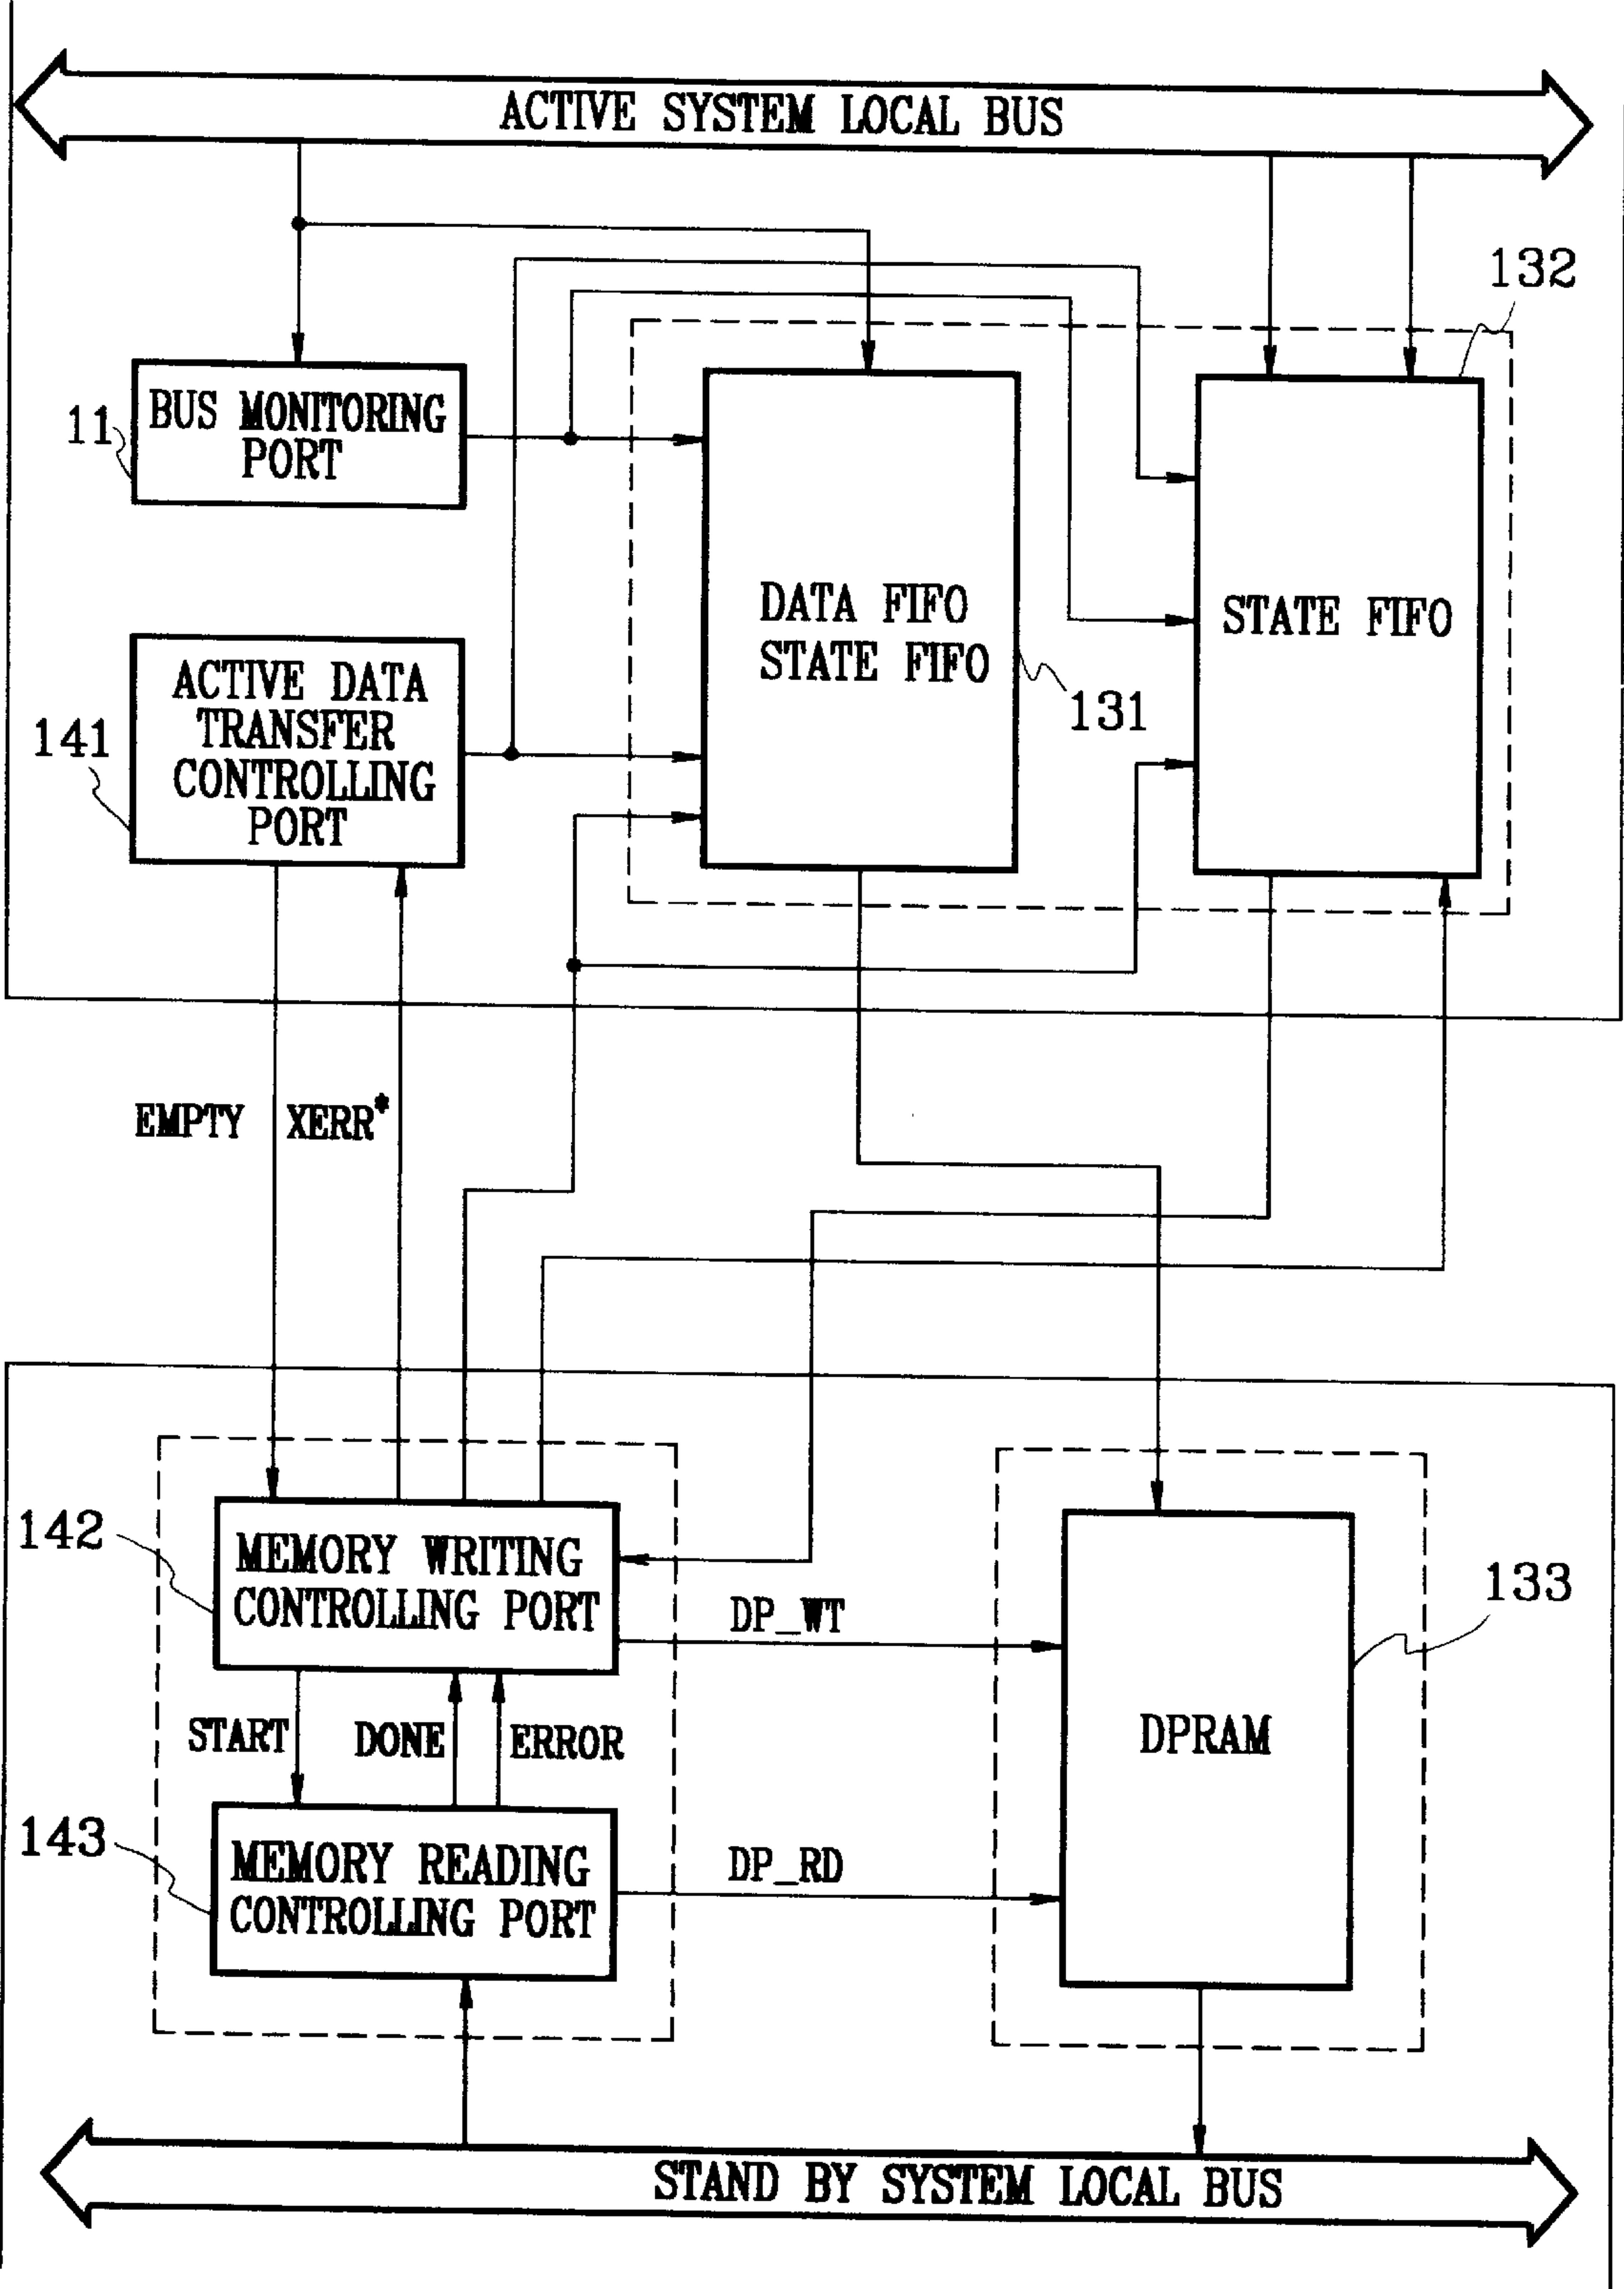 ACTIVE SYSTEM LOCAL BUS
132
BUS MONITORING
PORT
11
DATA FIFO
STATE FIFO
STATE FIFO
131
ACTIVE DATA
TRANSFER
CONTROLLING
PORT
141
EMPTY
XERR*
142
MEMORY WRITING
CONTROLLING PORT
133
DP_WT
START
DONE
ERROR
DPRAM
143
MEMORY READING
CONTROLLING PORT
DP_RD
STAND BY SYSTEM LOCAL BUS